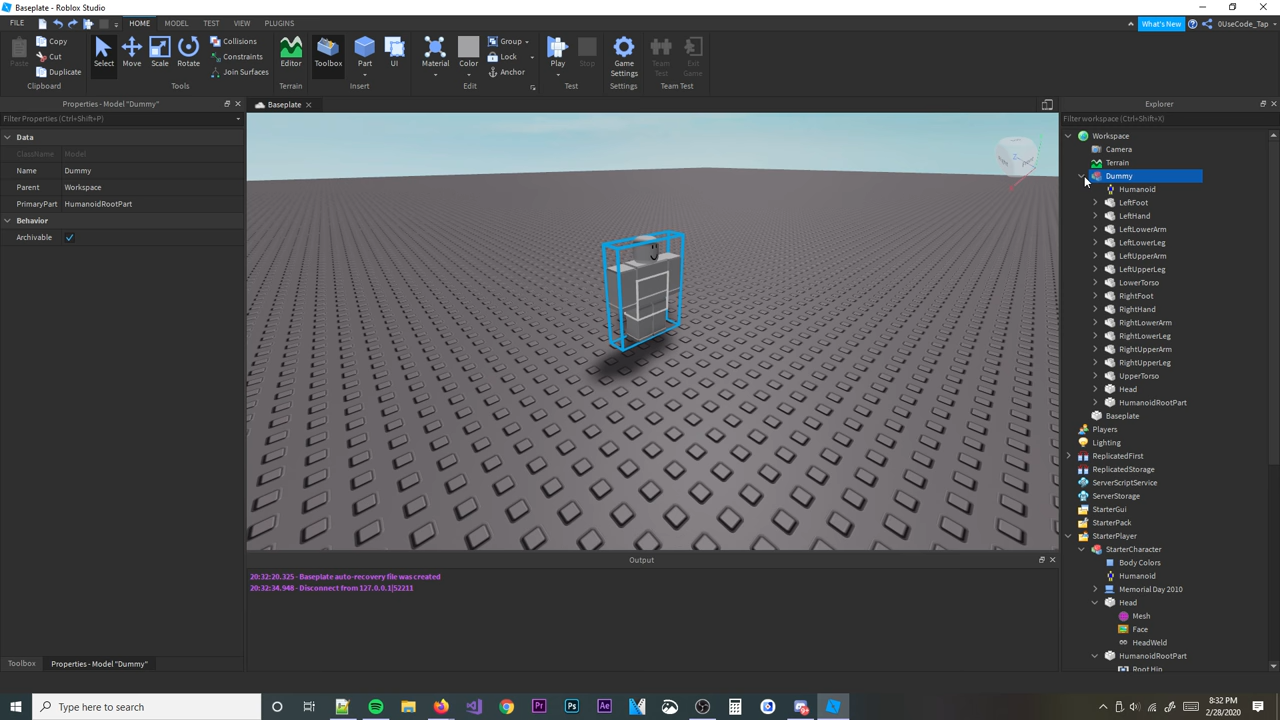 Baseplate - Roblox Studio
FILE HOME MODEL TEST VIEW PLUGINS What's New 0UseCode_Tap
Paste Copy Cut Duplicate Clipboard
Select Move Scale Rotate Collisions Constraints Join Surfaces Tools
Editor Terrain
Toolbox Part UI Insert
Material Color Group Lock Anchor Edit
Play Stop Test
Game Settings Settings
Team Test Exit Game Team Test
Properties - Model "Dummy"
Filter Properties (Ctrl+Shift+P)
Data
ClassName Model
Name Dummy
Parent Workspace
PrimaryPart HumanoidRootPart
Behavior
Archivable
Toolbox Properties - Model "Dummy"
Baseplate
Output
20:32:20.325 - Baseplate auto-recovery file was created
20:32:34.948 - Disconnect from 127.0.0.1|52211
Explorer
Filter workspace (Ctrl+Shift+X)
Workspace
Camera
Terrain
Dummy
Humanoid
LeftFoot
LeftHand
LeftLowerArm
LeftLowerLeg
LeftUpperArm
LeftUpperLeg
LowerTorso
RightFoot
RightHand
RightLowerArm
RightLowerLeg
RightUpperArm
RightUpperLeg
UpperTorso
Head
HumanoidRootPart
Baseplate
Players
Lighting
ReplicatedFirst
ReplicatedStorage
ServerScriptService
ServerStorage
StarterGui
StarterPack
StarterPlayer
StarterCharacter
Body Colors
Humanoid
Memorial Day 2010
Head
Mesh
Face
HeadWeld
HumanoidRootPart
Root Hip
Type here to search
8:32 PM
2/28/2020